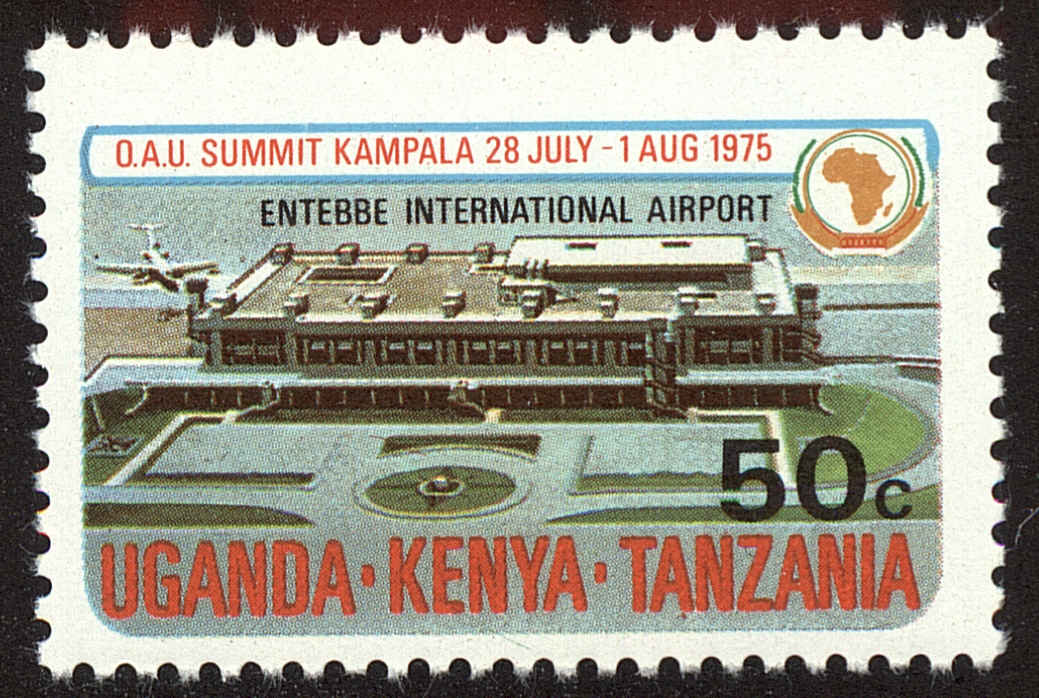 O.A.U. SUMMIT KAMPALA 28 JULY - 1 AUG 1975
ENTEBBE INTERNATIONAL AIRPORT
50c
UGANDA · KENYA · TANZANIA